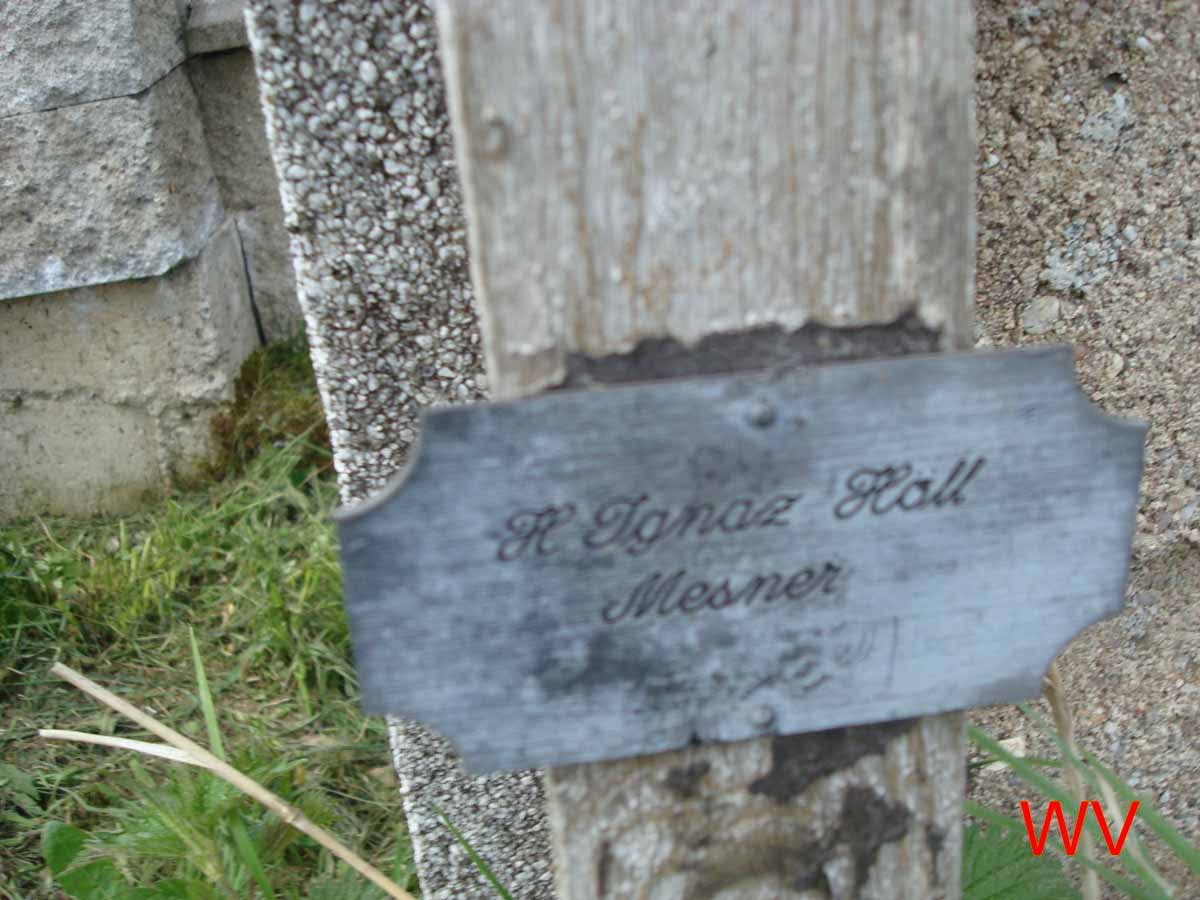 H Ignaz Höll
Mesner
WV